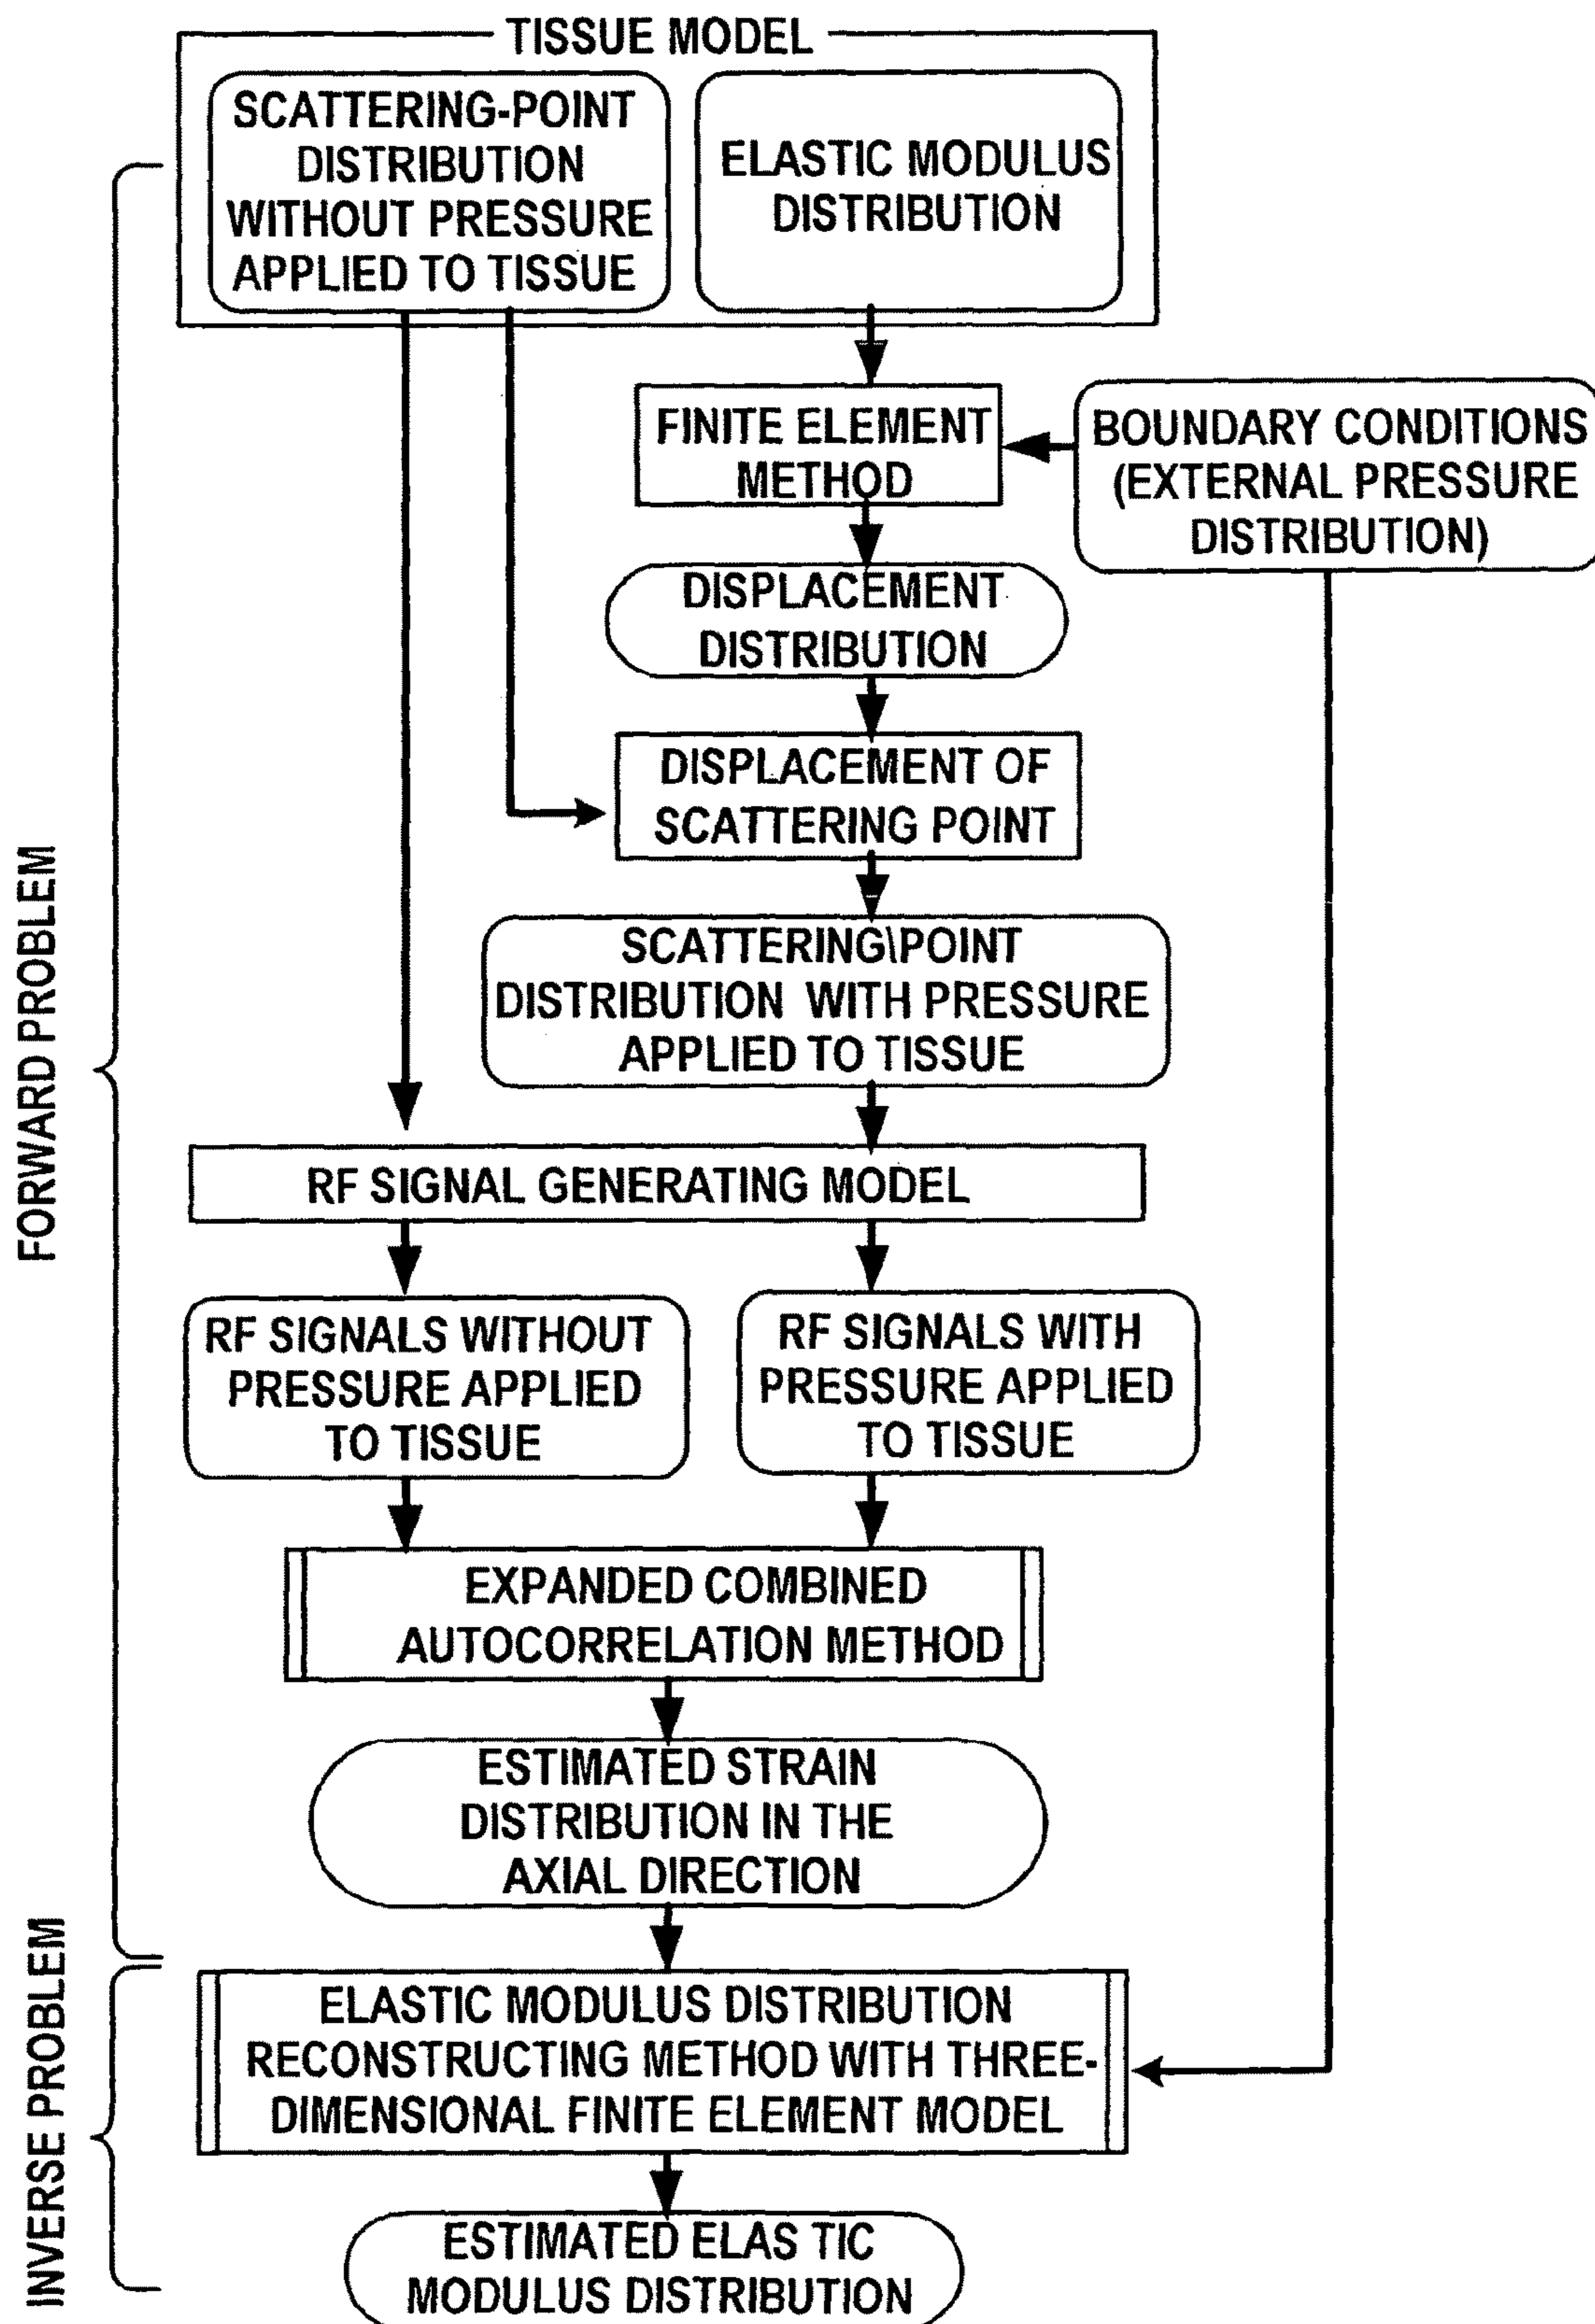 TISSUE MODEL
SCATTERING-POINT
DISTRIBUTION
WITHOUT PRESSURE
APPLIED TO TISSUE
ELASTIC MODULUS
DISTRIBUTION
FINITE ELEMENT
METHOD
BOUNDARY CONDITIONS
(EXTERNAL PRESSURE
DISTRIBUTION)
DISPLACEMENT
DISTRIBUTION
DISPLACEMENT OF
SCATTERING POINT
SCATTERING\POINT
DISTRIBUTION WITH PRESSURE
APPLIED TO TISSUE
FORWARD PROBLEM
RF SIGNAL GENERATING MODEL
RF SIGNALS WITHOUT
PRESSURE APPLIED
TO TISSUE
RF SIGNALS WITH
PRESSURE APPLIED
TO TISSUE
EXPANDED COMBINED
AUTOCORRELATION METHOD
ESTIMATED STRAIN
DISTRIBUTION IN THE
AXIAL DIRECTION
INVERSE PROBLEM
ELASTIC MODULUS DISTRIBUTION
RECONSTRUCTING METHOD WITH THREE-
DIMENSIONAL FINITE ELEMENT MODEL
ESTIMATED ELAS TIC
MODULUS DISTRIBUTION